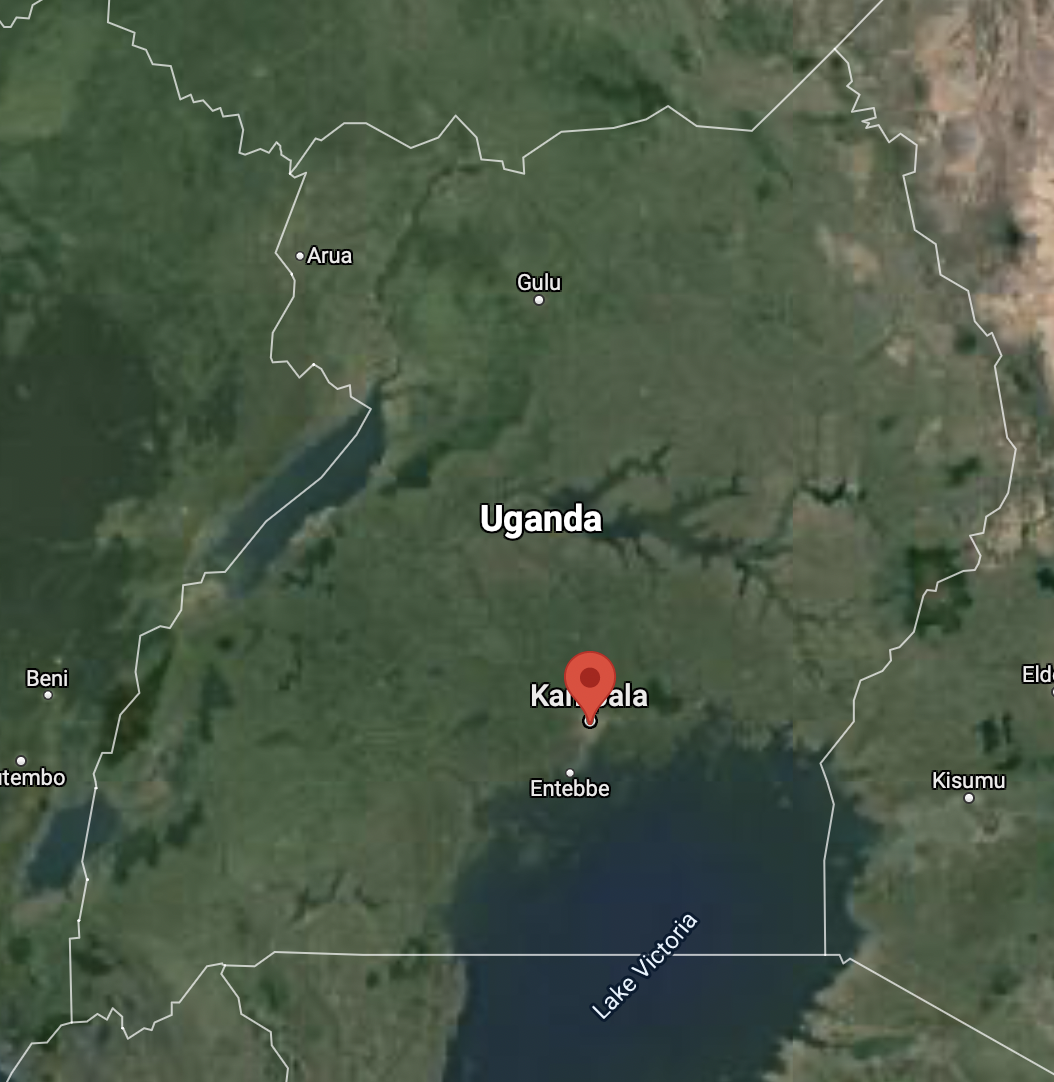 Arua
Gulu
Uganda
Beni
Entebbe
Kisumu
Lake Victoria